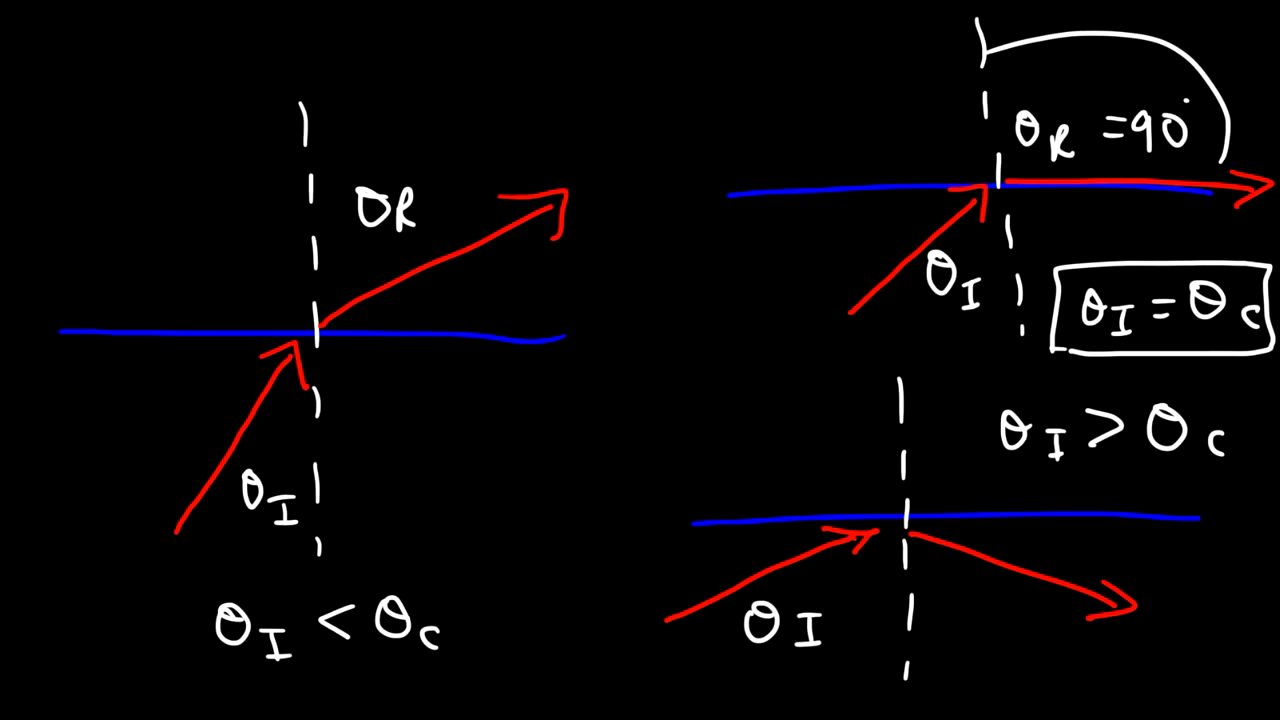 θR
θI
θI < θc
θR = 90°
θI
θI = θc
θI > θc
θI